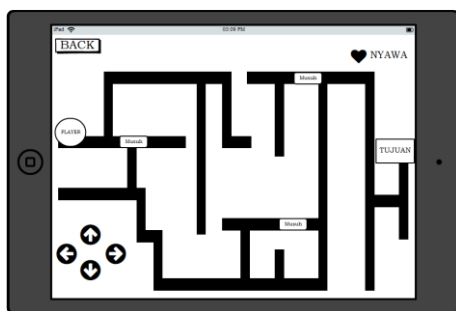 iPad 03:09 PM
BACK
NYAWA
Musuh
PLAYER
Musuh
TUJUAN
Musuh